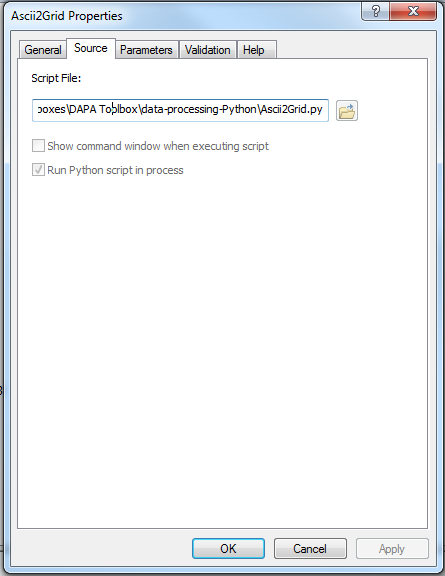 Ascii2Grid Properties
General Source Parameters Validation Help
Script File:
boxes\DAPA Toolbox\data-processing-Python\Ascii2Grid.py
Show command window when executing script
Run Python script in process
OK Cancel Apply